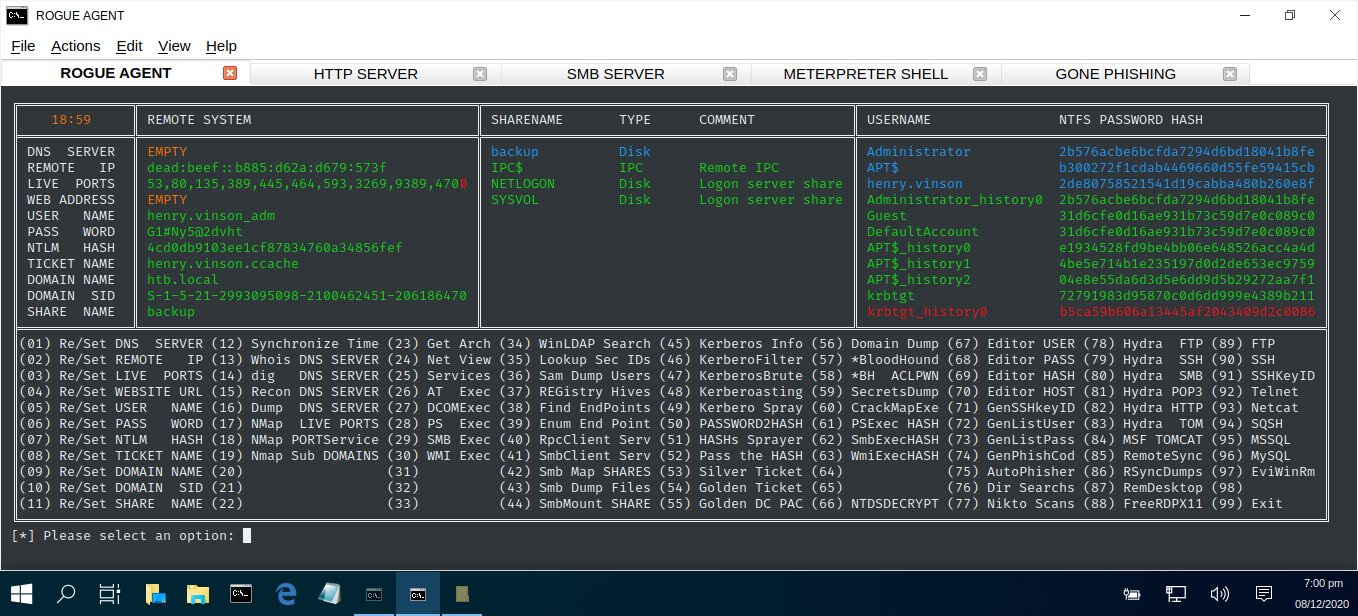 ROGUE AGENT
File Actions Edit View Help
ROGUE AGENT HTTP SERVER SMB SERVER METERPRETER SHELL GONE PHISHING
18:59 REMOTE SYSTEM SHARENAME TYPE COMMENT USERNAME NTFS PASSWORD HASH
DNS SERVER EMPTY backup Disk Administrator 2b576acbe6bcfda7294d6bd18041b8fe
REMOTE IP dead:beef::b885:d62a:d679:573f IPC$ IPC Remote IPC APT$ b300272f1cdab4469660d55fe59415cb
LIVE PORTS 53,80,135,389,445,464,593,3269,9389,4700 NETLOGON Disk Logon server share henry.vinson 2de80758521541d19cabba480b260e8f
WEB ADDRESS EMPTY SYSVOL Disk Logon server share Administrator_history0 2b576acbe6bcfda7294d6bd18041b8fe
USER NAME henry.vinson_adm Guest 31d6cfe0d16ae931b73c59d7e0c089c0
PASS WORD G1#Ny5@2dvht DefaultAccount 31d6cfe0d16ae931b73c59d7e0c089c0
NTLM HASH 4cd0db9103ee1cf87834760a34856fef APT$_history0 e1934528fd9be4bb06e648526acc4a4d
TICKET NAME henry.vinson.ccache APT$_history1 4be5e714b1e235197d0d2de653ec9759
DOMAIN NAME htb.local APT$_history2 04e8e55da6d3d5e6dd9d5b29272aa7f1
DOMAIN SID S-1-5-21-2993095098-2100462451-206186470 krbtgt 72791983d95870c0d6dd999e4389b211
SHARE NAME backup krbtgt_history0 b5ca59b606a13445af2043409d2c0086
(01) Re/Set DNS SERVER (12) Synchronize Time (23) Get Arch (34) WinLDAP Search (45) Kerberos Info (56) Domain Dump (67) Editor USER (78) Hydra FTP (89) FTP
(02) Re/Set REMOTE IP (13) Whois DNS SERVER (24) Net View (35) Lookup Sec IDs (46) KerberoFilter (57) *BloodHound (68) Editor PASS (79) Hydra SSH (90) SSH
(03) Re/Set LIVE PORTS (14) dig DNS SERVER (25) Services (36) Sam Dump Users (47) KerberosBrute (58) *BH ACLPWN (69) Editor HASH (80) Hydra SMB (91) SSHKeyID
(04) Re/Set WEBSITE URL (15) Recon DNS SERVER (26) AT Exec (37) REGistry Hives (48) Kerberoasting (59) SecretsDump (70) Editor HOST (81) Hydra POP3 (92) Telnet
(05) Re/Set USER NAME (16) Dump DNS SERVER (27) DCOMExec (38) Find EndPoints (49) Kerbero Spray (60) CrackMapExe (71) GenSSHkeyID (82) Hydra HTTP (93) Netcat
(06) Re/Set PASS WORD (17) NMap LIVE PORTS (28) PS Exec (39) Enum End Point (50) PASSWORD2HASH (61) PSExec HASH (72) GenListUser (83) Hydra TOM (94) SQSH
(07) Re/Set NTLM HASH (18) NMap PORTService (29) SMB Exec (40) RpcClient Serv (51) HASHs Sprayer (62) SmbExecHASH (73) GenListPass (84) MSF TOMCAT (95) MSSQL
(08) Re/Set TICKET NAME (19) Nmap Sub DOMAINS (30) WMI Exec (41) SmbClient Serv (52) Pass the HASH (63) WmiExecHASH (74) GenPhishCod (85) RemoteSync (96) MySQL
(09) Re/Set DOMAIN NAME (20) (31) (42) Smb Map SHARES (53) Silver Ticket (64) (75) AutoPhisher (86) RSyncDumps (97) EviWinRm
(10) Re/Set DOMAIN SID (21) (32) (43) Smb Dump Files (54) Golden Ticket (65) (76) Dir Searchs (87) RemDesktop (98)
(11) Re/Set SHARE NAME (22) (33) (44) SmbMount SHARE (55) Golden DC PAC (66) NTDSDECRYPT (77) Nikto Scans (88) FreeRDPX11 (99) Exit
[*] Please select an option:
7:00 pm
08/12/2020